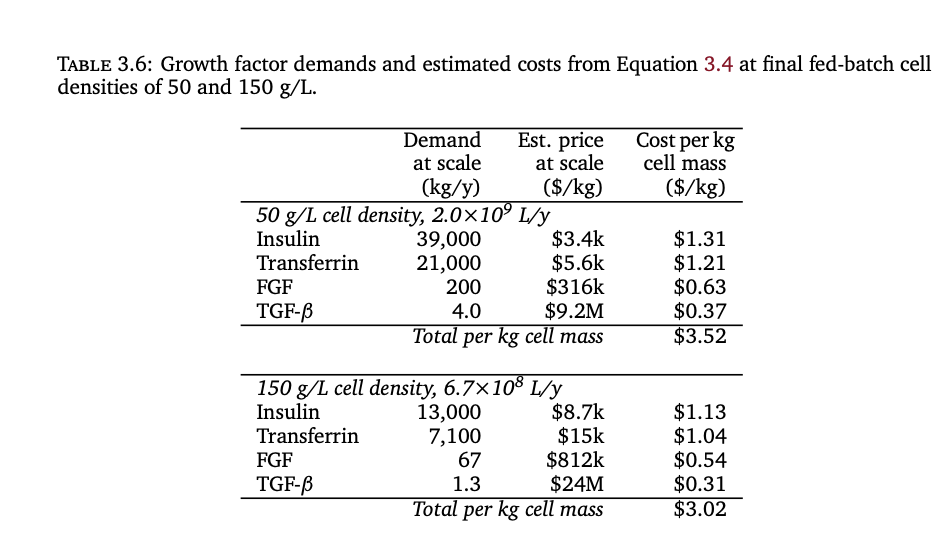 TABLE 3.6: Growth factor demands and estimated costs from Equation 3.4 at final fed-batch cell
densities of 50 and 150 g/L.
Demand Est. price Cost per kg
at scale at scale cell mass
(kg/y) ($/kg) ($/kg)
50 g/L cell density, 2.0×10⁹ L/y
Insulin 39,000 $3.4k $1.31
Transferrin 21,000 $5.6k $1.21
FGF 200 $316k $0.63
TGF-β 4.0 $9.2M $0.37
Total per kg cell mass $3.52
150 g/L cell density, 6.7×10⁸ L/y
Insulin 13,000 $8.7k $1.13
Transferrin 7,100 $15k $1.04
FGF 67 $812k $0.54
TGF-β 1.3 $24M $0.31
Total per kg cell mass $3.02